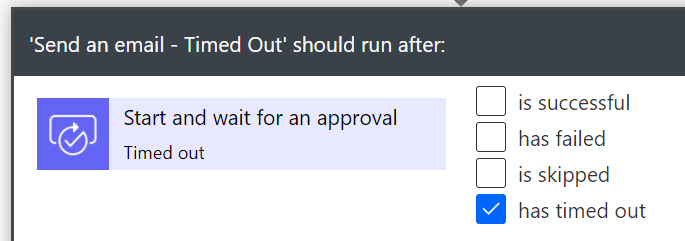 'Send an email - Timed Out' should run after:
Start and wait for an approval
Timed out
is successful
has failed
is skipped
has timed out